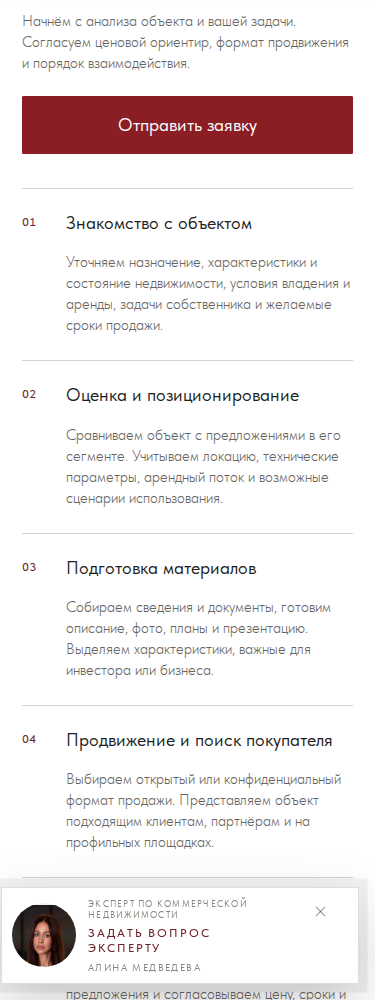 Начнём с анализа объекта и вашей задачи.
Согласуем ценовой ориентир, формат продвижения
и порядок взаимодействия.
Отправить заявку
01
Знакомство с объектом
Уточняем назначение, характеристики и
состояние недвижимости, условия владения и
аренды, задачи собственника и желаемые
сроки продажи.
02
Оценка и позиционирование
Сравниваем объект с предложениями в его
сегменте. Учитываем локацию, технические
параметры, арендный поток и возможные
сценарии использования.
03
Подготовка материалов
Собираем сведения и документы, готовим
описание, фото, планы и презентацию.
Выделяем характеристики, важные для
инвестора или бизнеса.
04
Продвижение и поиск покупателя
Выбираем открытый или конфиденциальный
формат продажи. Представляем объект
подходящим клиентам, партнёрам и на
профильных площадках.
ЭКСПЕРТ ПО КОММЕРЧЕСКОЙ
НЕДВИЖИМОСТИ
ЗАДАТЬ ВОПРОС
ЭКСПЕРТУ
АЛИНА МЕДВЕДЕВА
предложения и согласовываем цену, сроки и